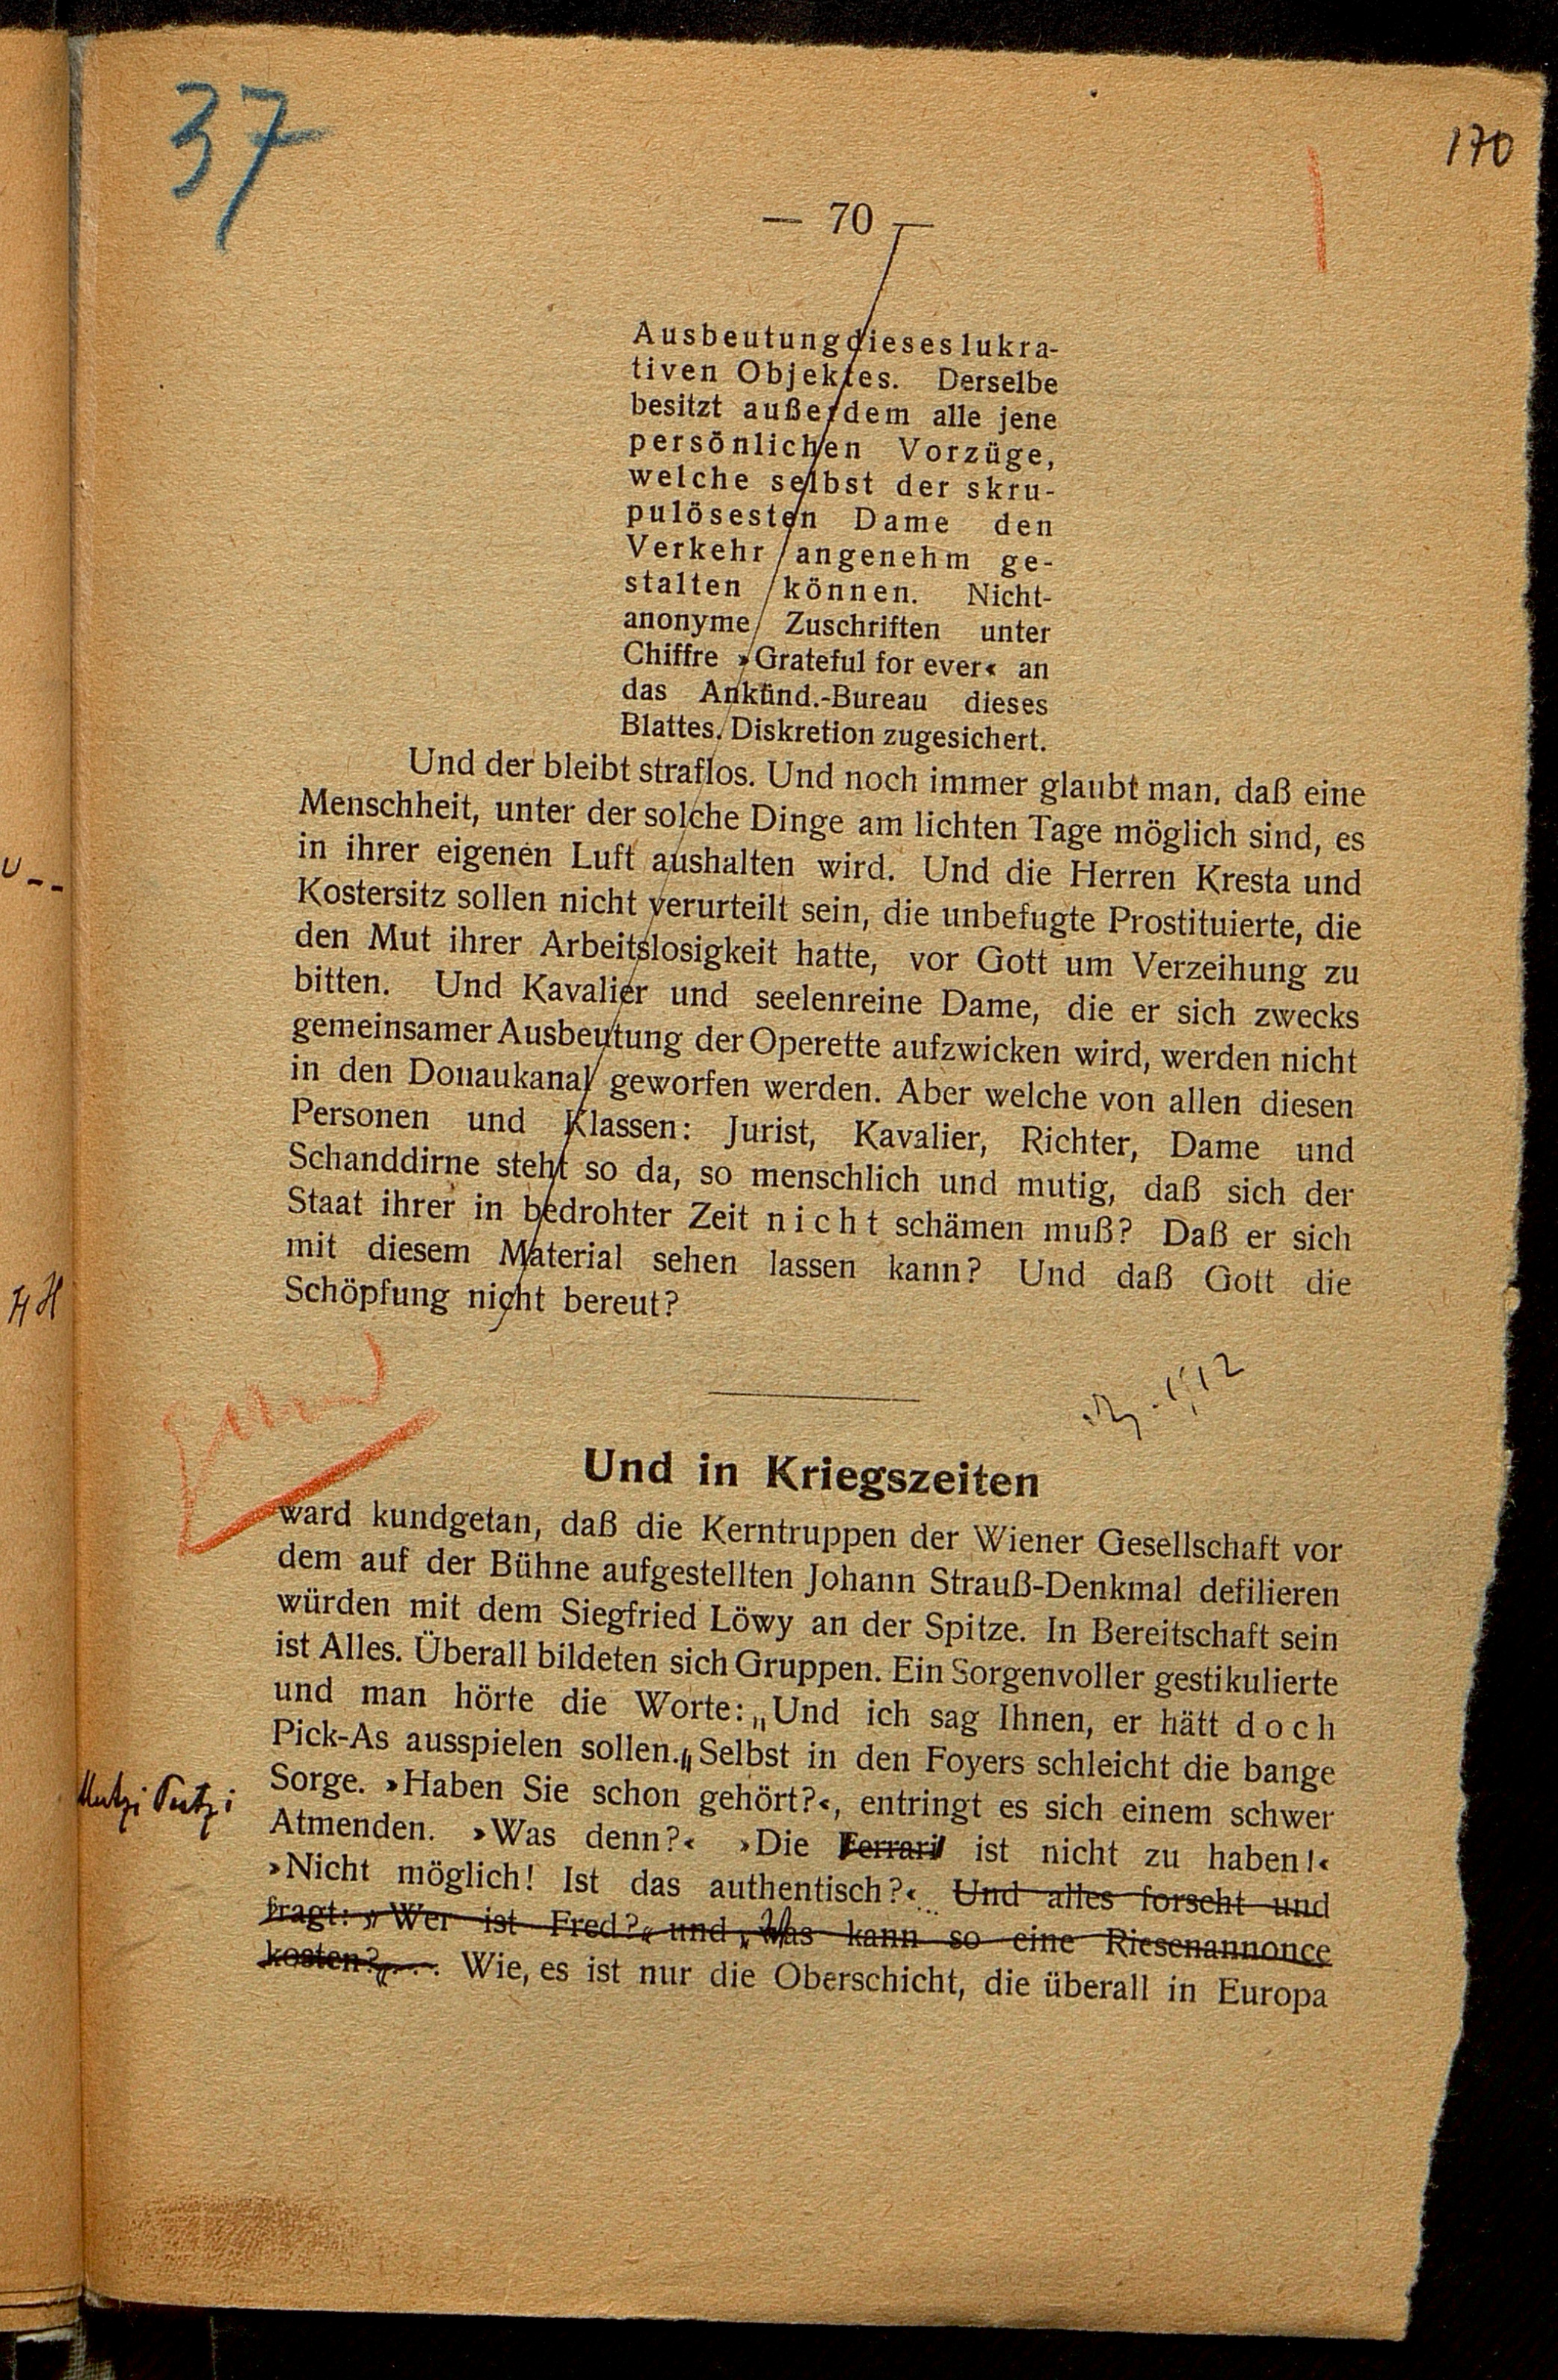 37
170
— 70 —
Ausbeutung dieses lukra-
tiven Objektes. Derselbe
besitzt außerdem alle jene
persönlichen Vorzüge,
welche selbst der skru-
pulösesten Dame den
Verkehr angenehm ge-
stalten können. Nicht-
anonyme Zuschriften unter
Chiffre »Grateful for ever« an
das Ankünd.-Bureau dieses
Blattes. Diskretion zugesichert.
Und der bleibt straflos. Und noch immer glaubt man, daß eine
Menschheit, unter der solche Dinge am lichten Tage möglich sind, es
in ihrer eigenen Luft aushalten wird. Und die Herren Kresta und
Kostersitz sollen nicht verurteilt sein, die unbefugte Prostituierte, die
den Mut ihrer Arbeitslosigkeit hatte, vor Gott um Verzeihung zu
bitten. Und Kavalier und seelenreine Dame, die er sich zwecks
gemeinsamer Ausbeutung der Operette aufzwicken wird, werden nicht
in den Donaukanal geworfen werden. Aber welche von allen diesen
Personen und Klassen: Jurist, Kavalier, Richter, Dame und
Schanddirne steht so da, so menschlich und mutig, daß sich der
Staat ihrer in bedrohter Zeit nicht schämen muß? Daß er sich
mit diesem Material sehen lassen kann? Und daß Gott die
Schöpfung nicht bereut?
Und in Kriegszeiten
ward kundgetan, daß die Kerntruppen der Wiener Gesellschaft vor
dem auf der Bühne aufgestellten Johann Strauß-Denkmal defilieren
würden mit dem Siegfried Löwy an der Spitze. In Bereitschaft sein
ist Alles. Überall bildeten sich Gruppen. Ein Sorgenvoller gestikulierte
und man hörte die Worte: „Und ich sag Ihnen, er hätt doch
Pick-As ausspielen sollen.„ Selbst in den Foyers schleicht die bange
Sorge. »Haben Sie schon gehört?«, entringt es sich einem schwer
Mutzi Putzi
Atmenden. »Was denn?« »Die Ferrari ist nicht zu haben!«
»Nicht möglich! Ist das authentisch?« Und alles forscht und
fragt: »Wer ist Fred?« und „Was kann so eine Riesenannonce
kosten?„ . . . Wie, es ist nur die Oberschicht, die überall in Europa